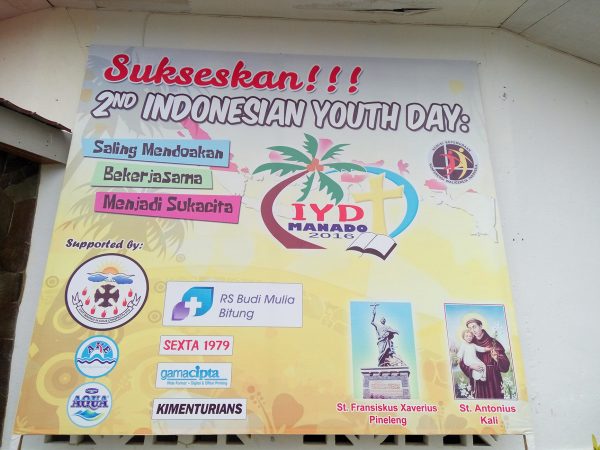 Sukseskan!!!
2ND INDONESIAN YOUTH DAY:
Saling Mendoakan
Bekerjasama
Menjadi Sukacita
IYD
MANADO
2016
Supported by:
RS Budi Mulia
Bitung
SEXTA 1979
gamacipta
KIMENTURIANS
AQUA
St. Fransiskus Xaverius
Pineleng
St. Antonius
Kali